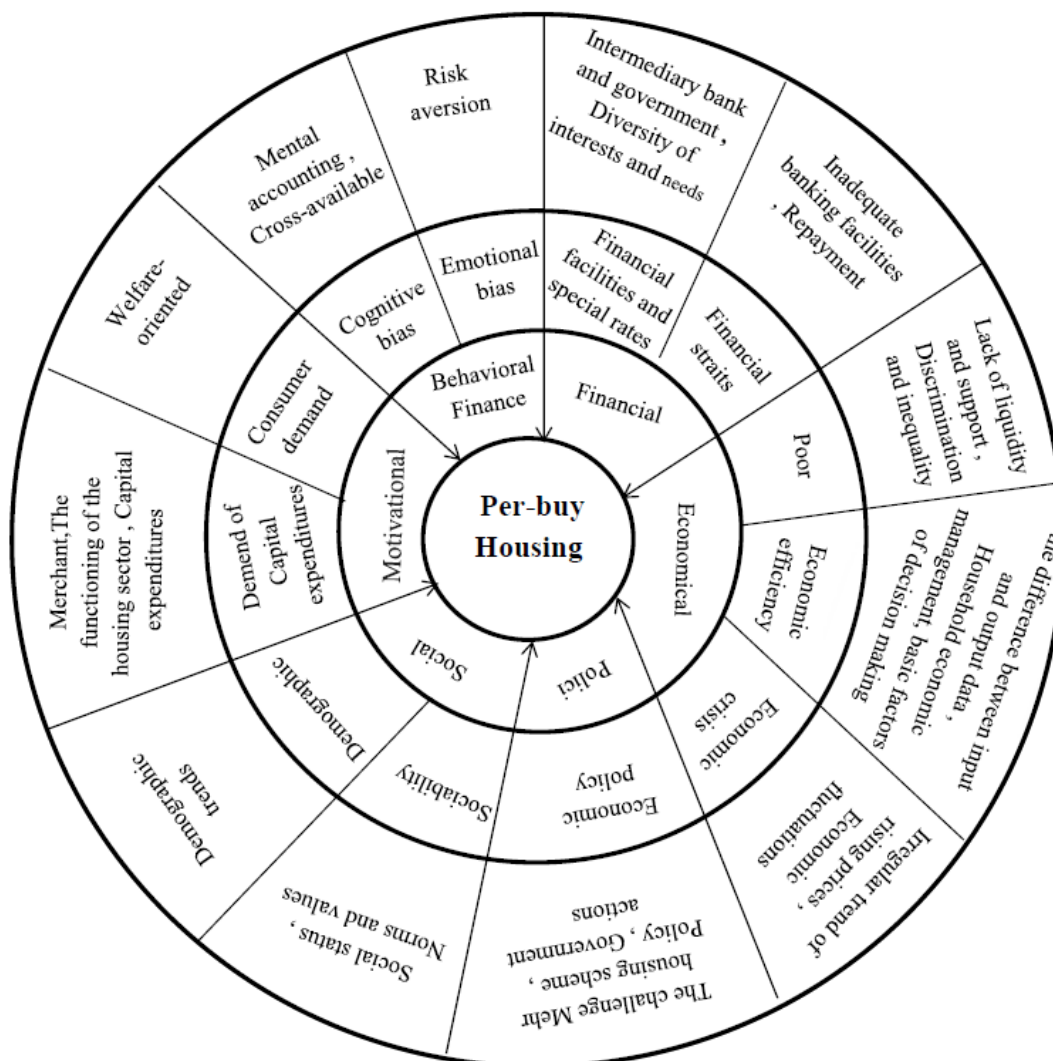 Per-buy
Housing
Behavioral
Finance
Financial
Economical
Polici
Social
Motivational
Emotional
bias
Financial
facilities and
special rates
Financial
straits
Poor
Economic
efficiency
Economic
crisis
Economic
policy
Sociability
Demographic
Demend of
Capital
expenditures
Consumer
demand
Cognitive
bias
Risk
aversion
Intermediary bank
and government ,
Diversity of
interests and needs
Inadequate
banking facilities
, Repayment
Lack of liquidity
and support ,
Discrimination
and inequality
the difference between input
and output data ,
Household economic
management, basic factors
of decision making
Irregular trend of
rising prices ,
Economic
fluctuations
The challenge Mehr
housing scheme ,
Policy , Government
actions
Social status ,
Norms and values
Demographic
trends
Merchant,The
functioning of the
housing sector , Capital
expenditures
Welfare-
oriented
Mental
accounting ,
Cross-available